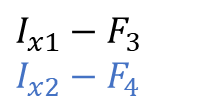 I_{x1} − F_3
I_{x2} − F_4